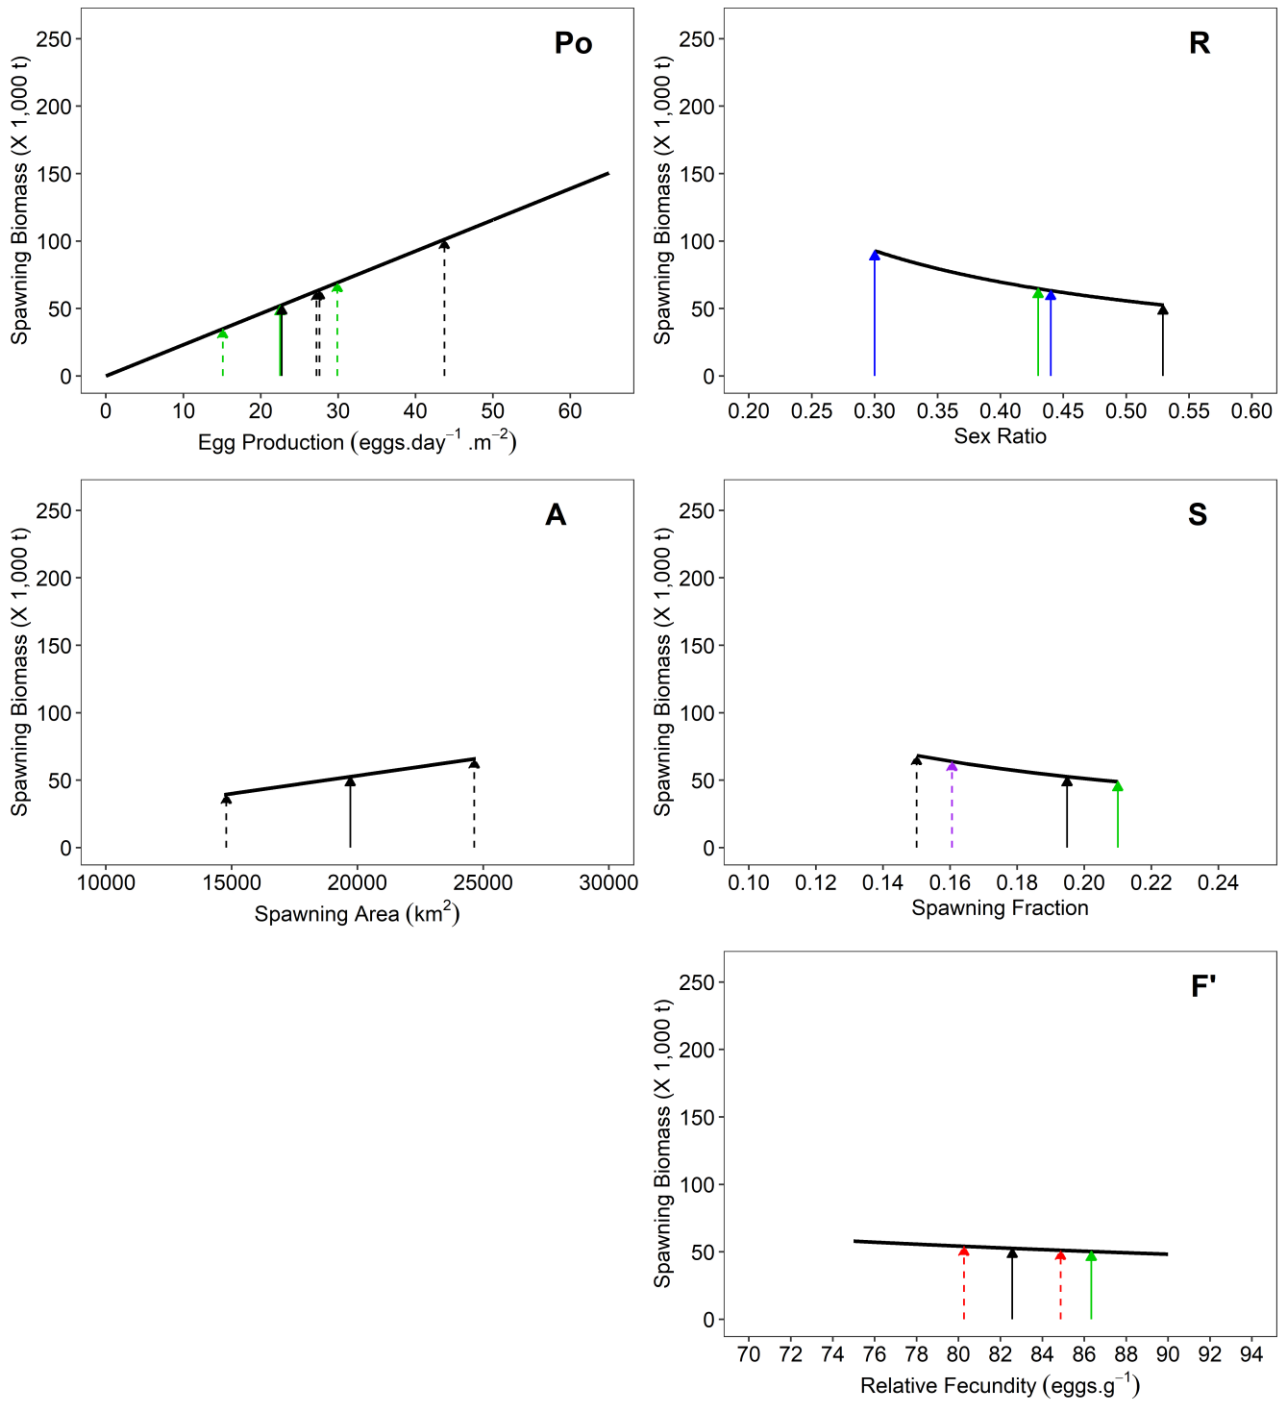 Po
Spawning Biomass (X 1,000 t)
250
200
150
100
50
0
0 10 20 30 40 50 60
Egg Production (eggs.day⁻¹ .m⁻²)
R
Spawning Biomass (X 1,000 t)
250
200
150
100
50
0
0.20 0.25 0.30 0.35 0.40 0.45 0.50 0.55 0.60
Sex Ratio
A
Spawning Biomass (X 1,000 t)
250
200
150
100
50
0
10000 15000 20000 25000 30000
Spawning Area (km²)
S
Spawning Biomass (X 1,000 t)
250
200
150
100
50
0
0.10 0.12 0.14 0.16 0.18 0.20 0.22 0.24
Spawning Fraction
F'
Spawning Biomass (X 1,000 t)
250
200
150
100
50
0
70 72 74 76 78 80 82 84 86 88 90 92 94
Relative Fecundity (eggs.g⁻¹)